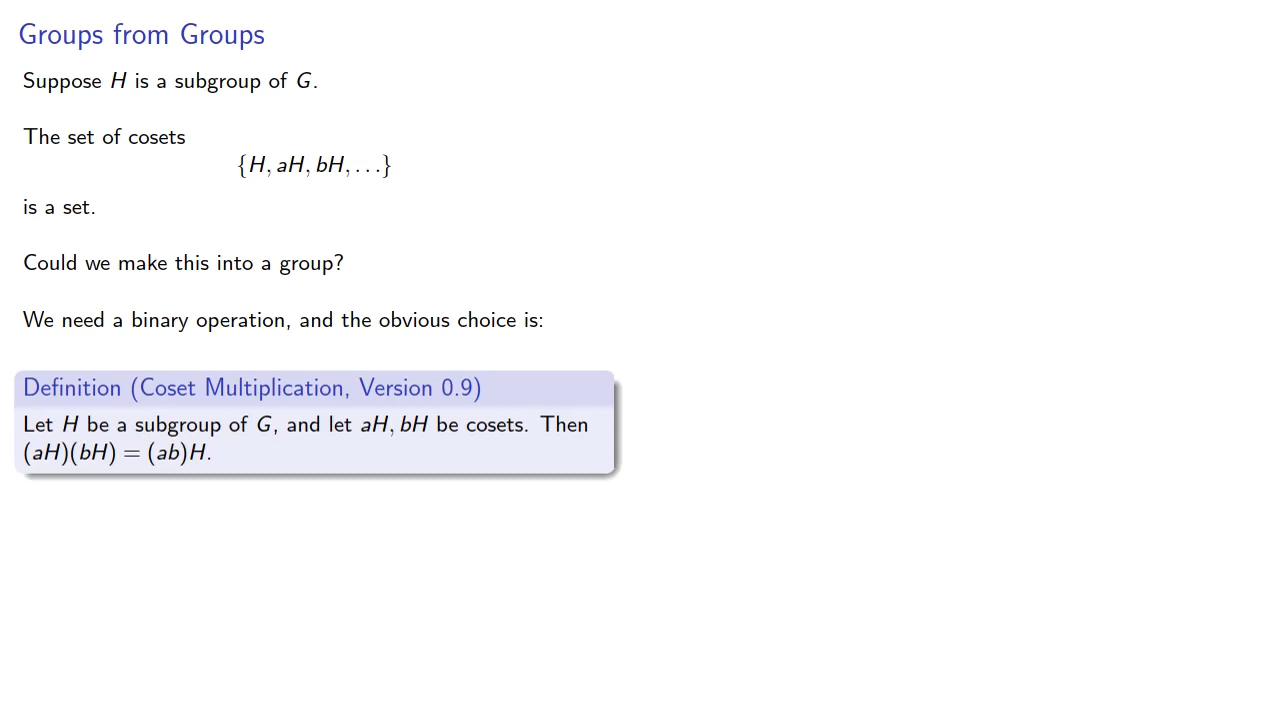 Groups from Groups
Suppose H is a subgroup of G.
The set of cosets
{H, aH, bH, . . .}
is a set.
Could we make this into a group?
We need a binary operation, and the obvious choice is:
Definition (Coset Multiplication, Version 0.9)
Let H be a subgroup of G, and let aH, bH be cosets. Then
(aH)(bH) = (ab)H.